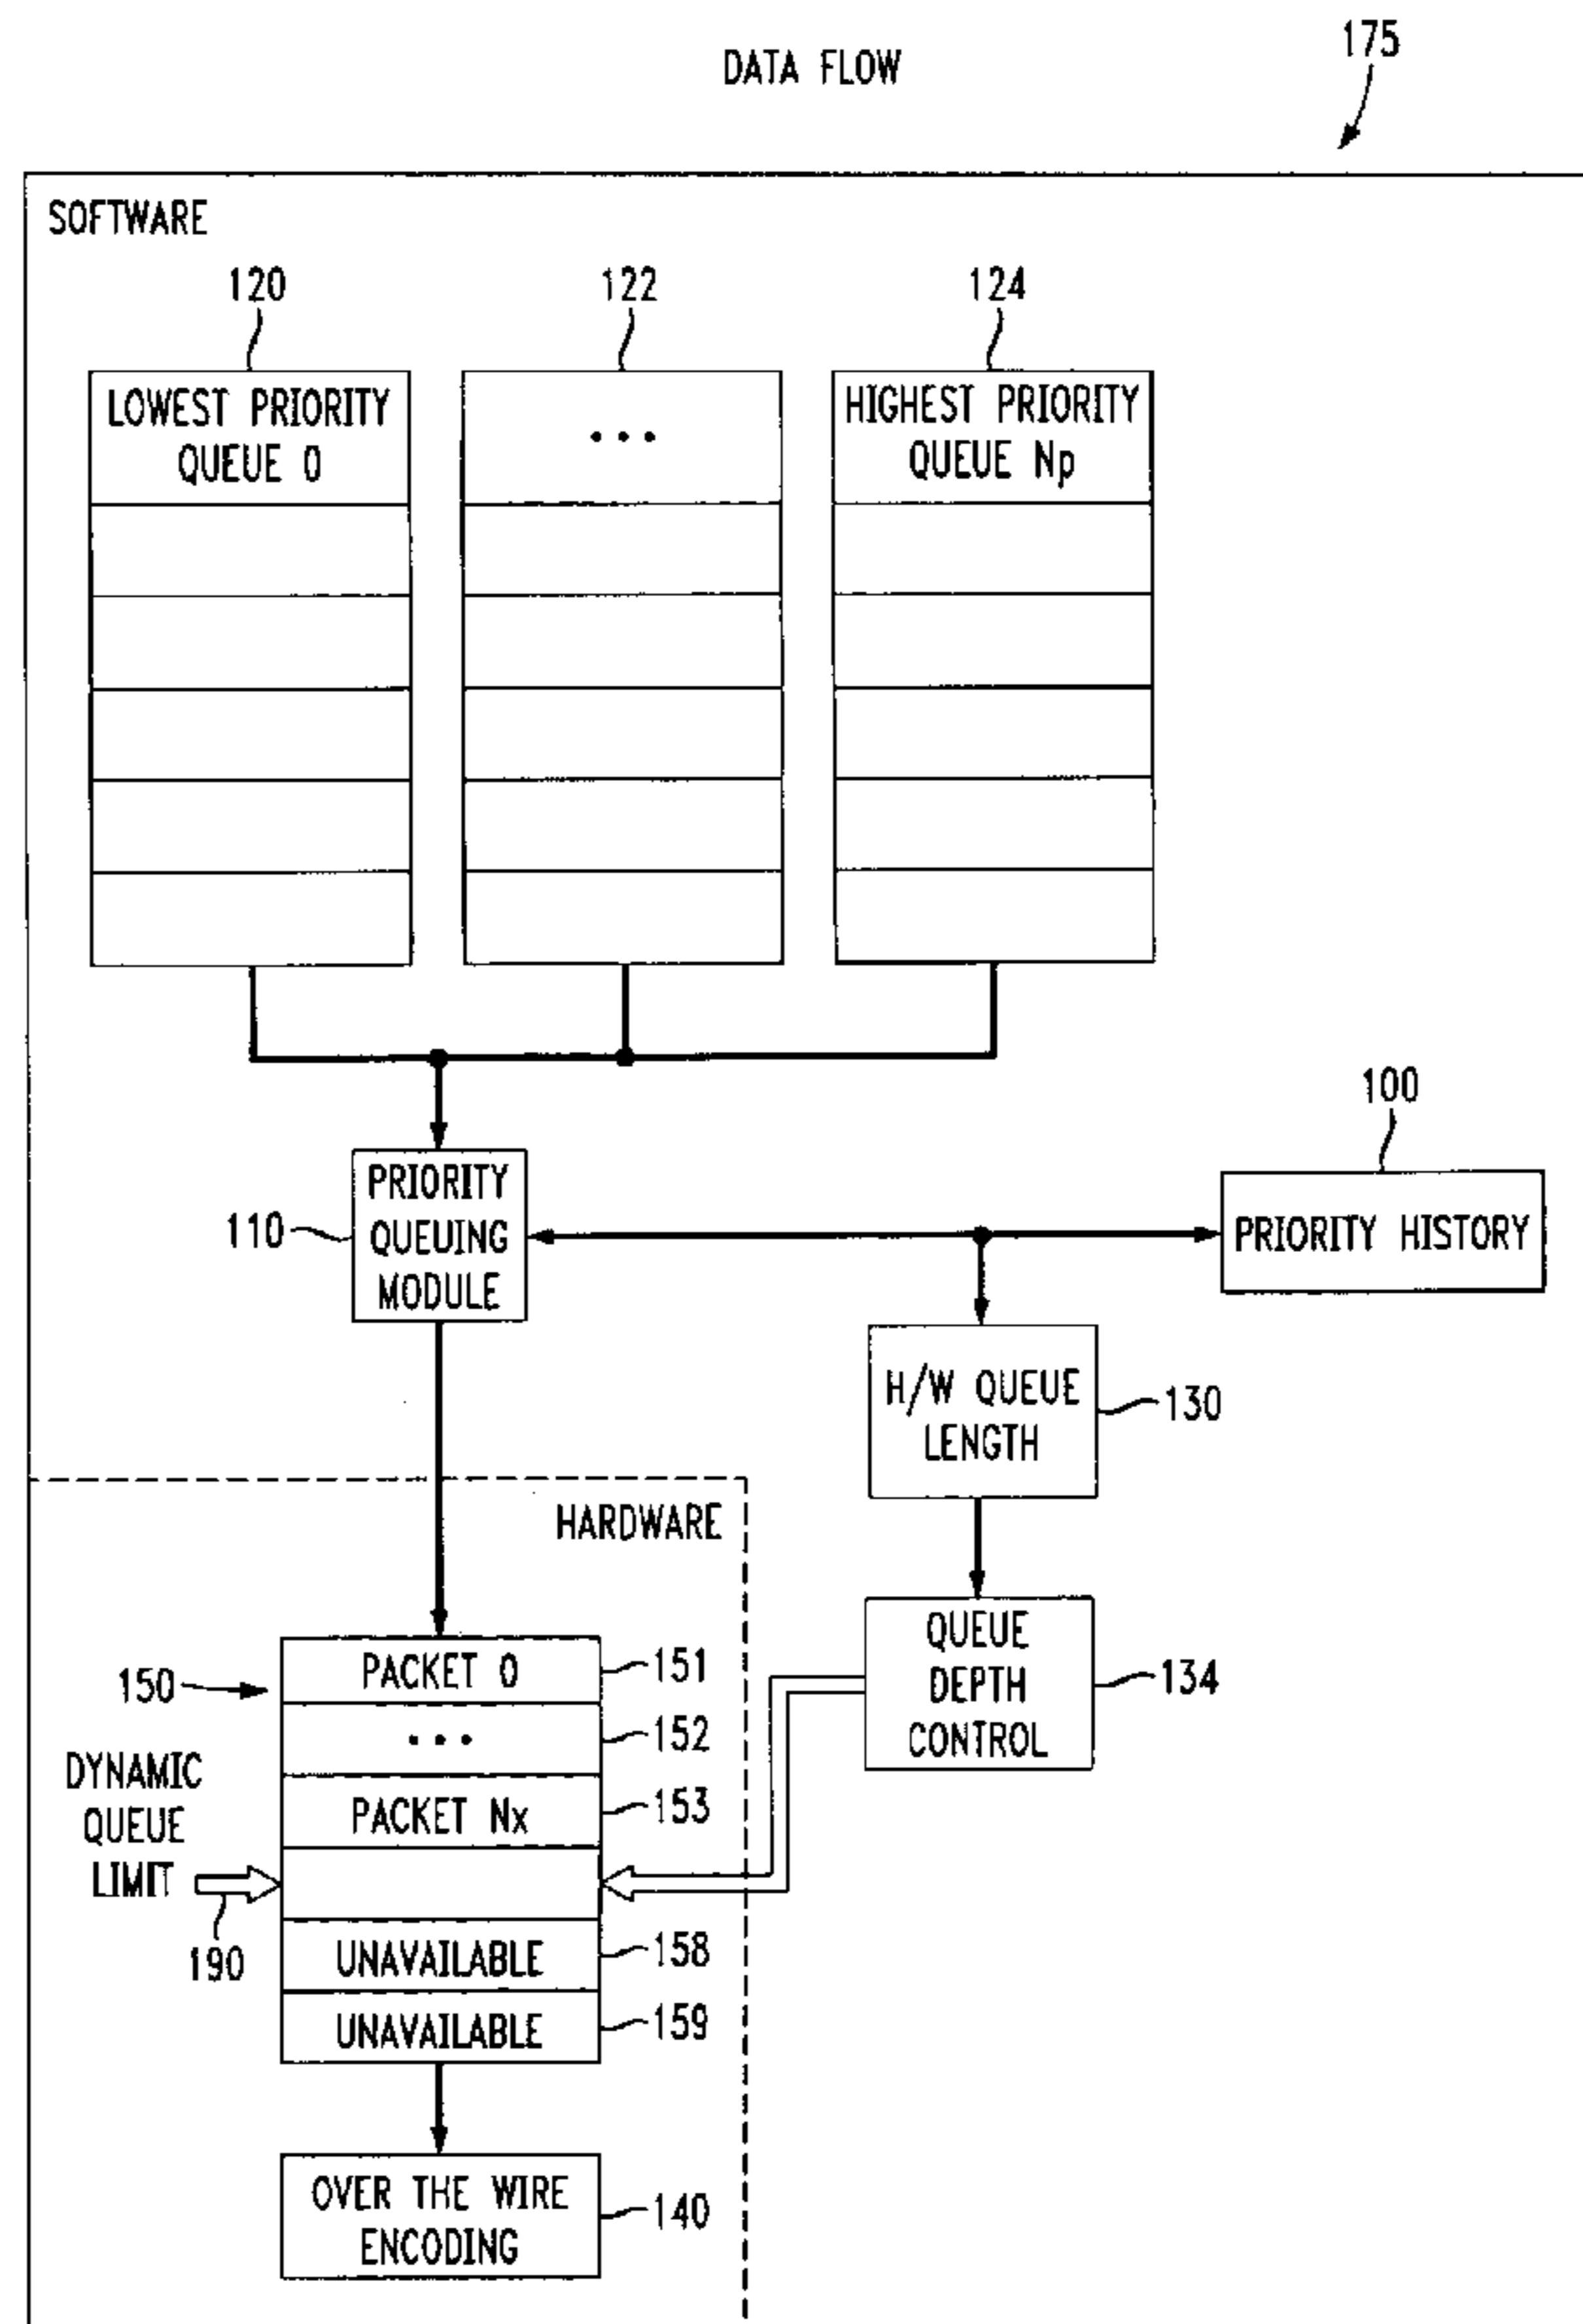 DATA FLOW
175
SOFTWARE
120
122
124
LOWEST PRIORITY
QUEUE 0
• • •
HIGHEST PRIORITY
QUEUE Np
100
PRIORITY
QUEUING
MODULE
110
PRIORITY HISTORY
H/W QUEUE
LENGTH
130
HARDWARE
QUEUE
DEPTH
CONTROL
134
150
PACKET 0
151
• • •
152
DYNAMIC
QUEUE
LIMIT
PACKET Nx
153
190
UNAVAILABLE
158
UNAVAILABLE
159
OVER THE WIRE
ENCODING
140